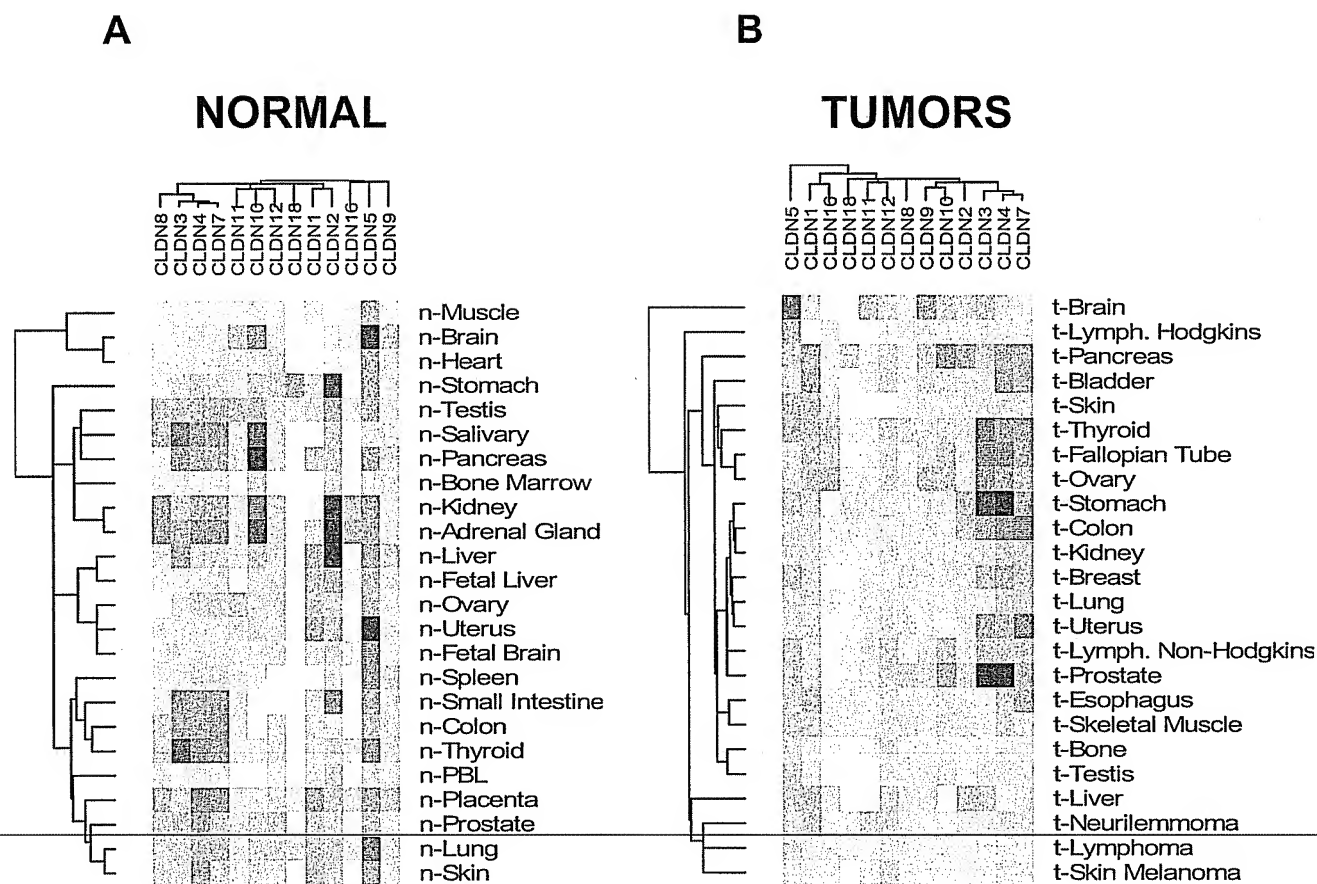 A
B
NORMAL
TUMORS
CLDN8
CLDN3
CLDN4
CLDN7
CLDN11
CLDN10
CLDN12
CLDN18
CLDN1
CLDN2
CLDN16
CLDN5
CLDN9
CLDN5
CLDN1
CLDN16
CLDN18
CLDN11
CLDN12
CLDN8
CLDN9
CLDN10
CLDN2
CLDN3
CLDN4
CLDN7
n-Muscle
n-Brain
n-Heart
n-Stomach
n-Testis
n-Salivary
n-Pancreas
n-Bone Marrow
n-Kidney
n-Adrenal Gland
n-Liver
n-Fetal Liver
n-Ovary
n-Uterus
n-Fetal Brain
n-Spleen
n-Small Intestine
n-Colon
n-Thyroid
n-PBL
n-Placenta
n-Prostate
n-Lung
n-Skin
t-Brain
t-Lymph. Hodgkins
t-Pancreas
t-Bladder
t-Skin
t-Thyroid
t-Fallopian Tube
t-Ovary
t-Stomach
t-Colon
t-Kidney
t-Breast
t-Lung
t-Uterus
t-Lymph. Non-Hodgkins
t-Prostate
t-Esophagus
t-Skeletal Muscle
t-Bone
t-Testis
t-Liver
t-Neurilemmoma
t-Lymphoma
t-Skin Melanoma